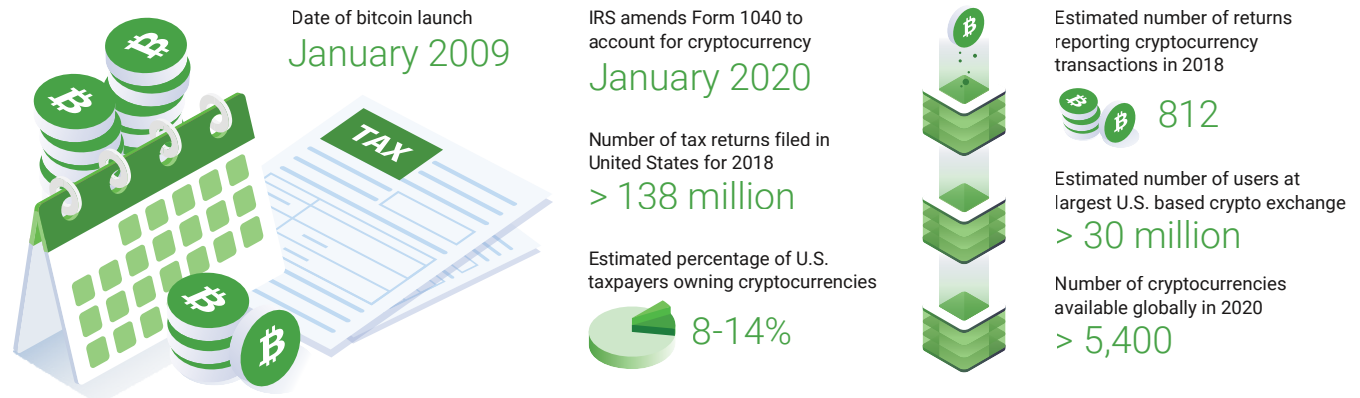 Date of bitcoin launch
January 2009
TAX
IRS amends Form 1040 to
account for cryptocurrency
January 2020
Number of tax returns filed in
United States for 2018
> 138 million
Estimated percentage of U.S.
taxpayers owning cryptocurrencies
8-14%
Estimated number of returns
reporting cryptocurrency
transactions in 2018
812
Estimated number of users at
largest U.S. based crypto exchange
> 30 million
Number of cryptocurrencies
available globally in 2020
> 5,400